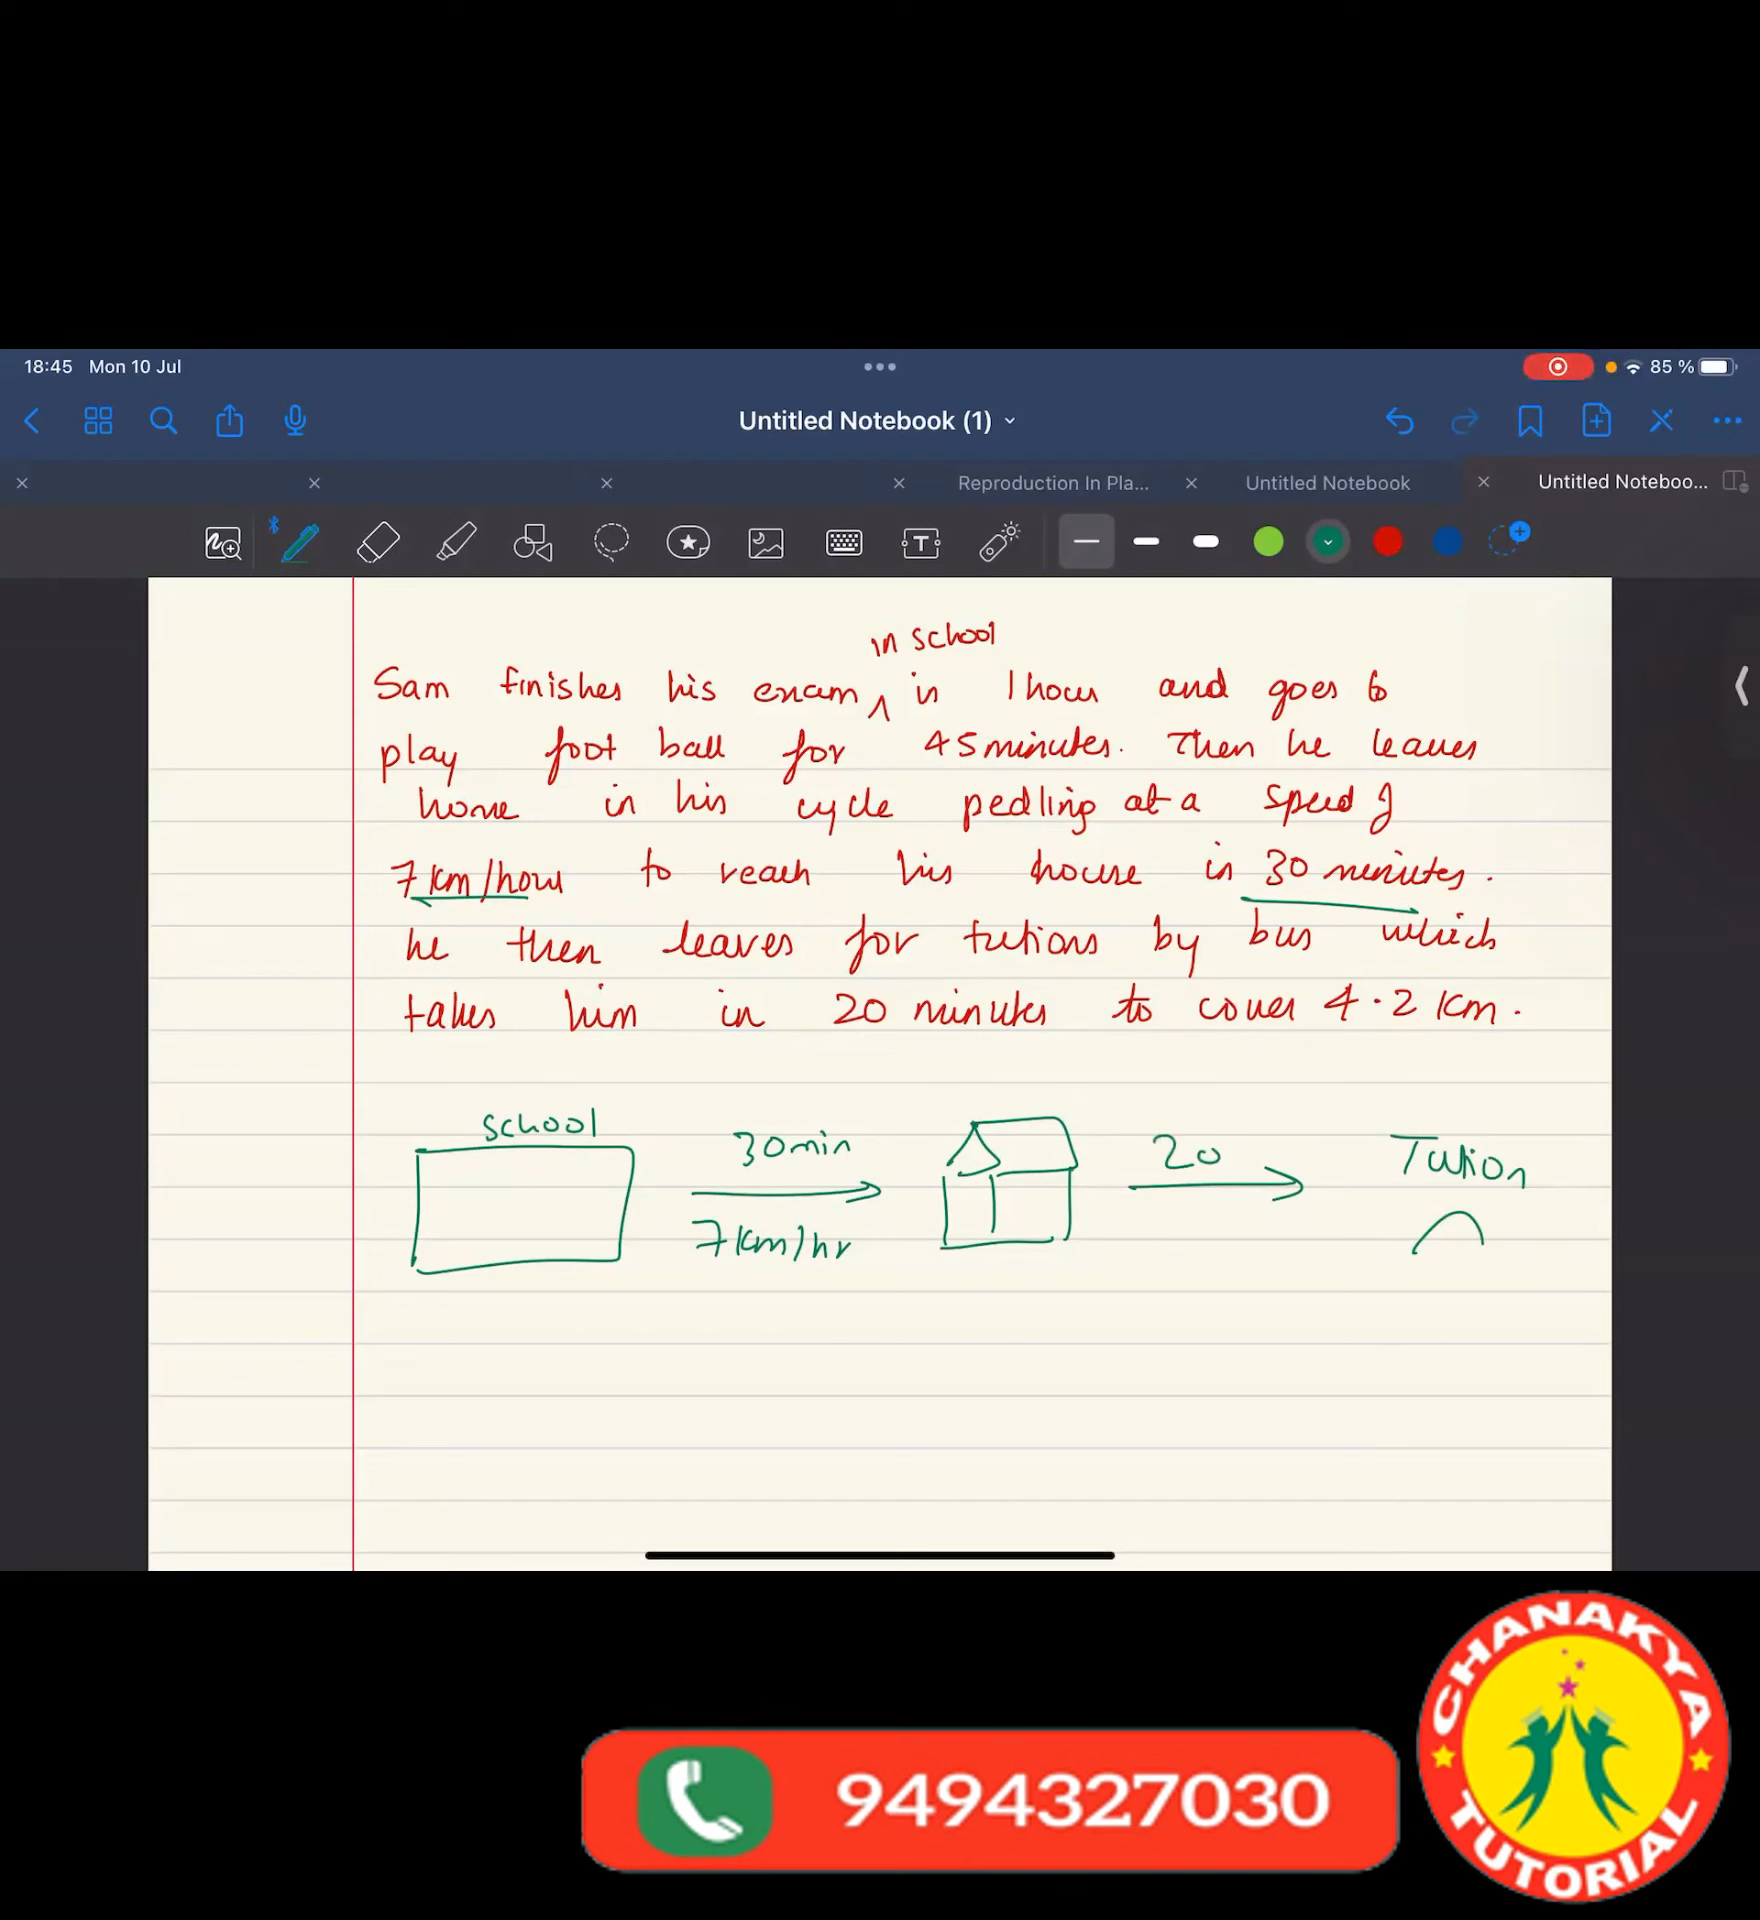 18:45 Mon 10 Jul
85 %
Untitled Notebook (1)
Reproduction In Pla...
Untitled Notebook
Untitled Noteboo...
in school
Sam finishes his exam ^ in 1 hour and goes to
play foot ball for 45 minutes. Then he leaves
home in his cycle pedling at a speed of
7 km/hour to reach his house in 30 minutes.
he then leaves for tutions by bus which
takes him in 20 minutes to cover 4.2 km.
school
30 min
7 km/hr
20
Tution
9494327030
CHANAKYA
TUTORIAL